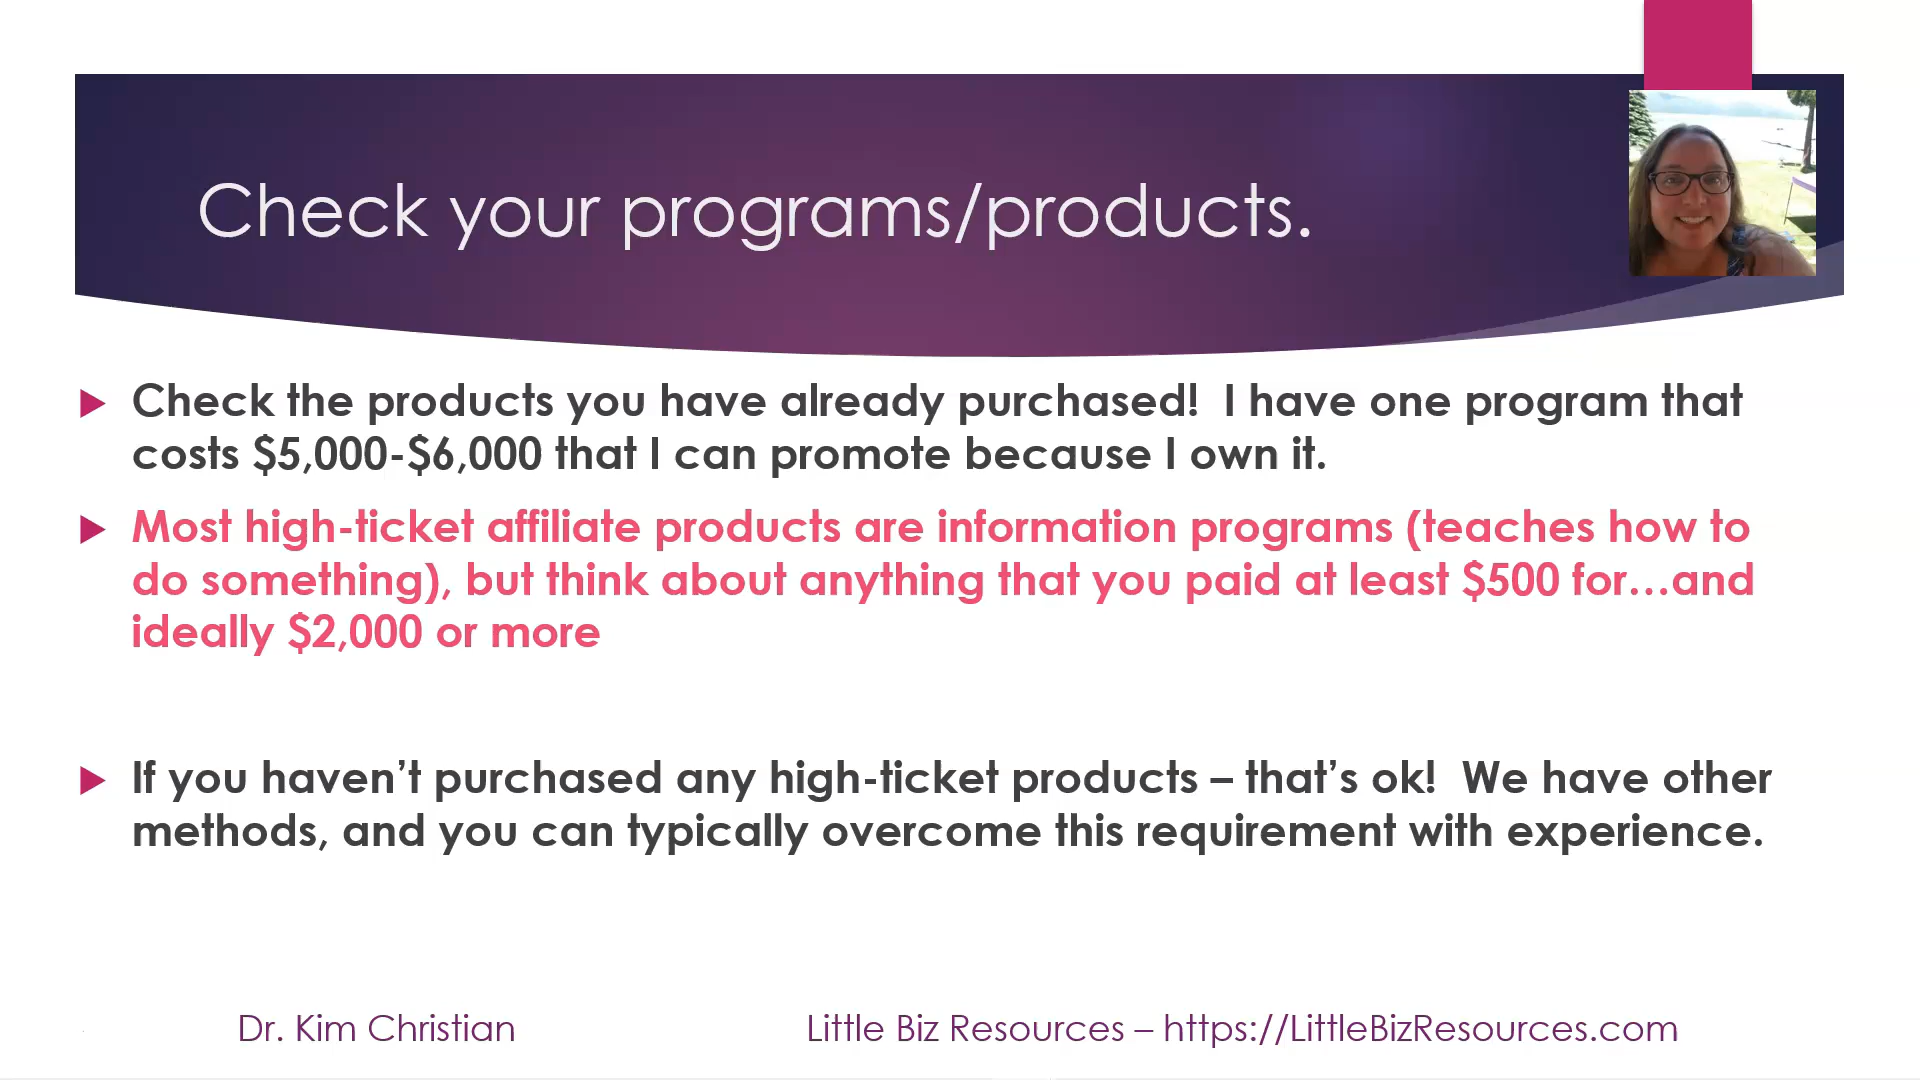 Check your programs/products.
Check the products you have already purchased!  I have one program that
costs $5,000-$6,000 that I can promote because I own it.
Most high-ticket affiliate products are information programs (teaches how to
do something), but think about anything that you paid at least $500 for…and
ideally $2,000 or more
If you haven’t purchased any high-ticket products – that’s ok!  We have other
methods, and you can typically overcome this requirement with experience.
Dr. Kim Christian
Little Biz Resources – https://LittleBizResources.com